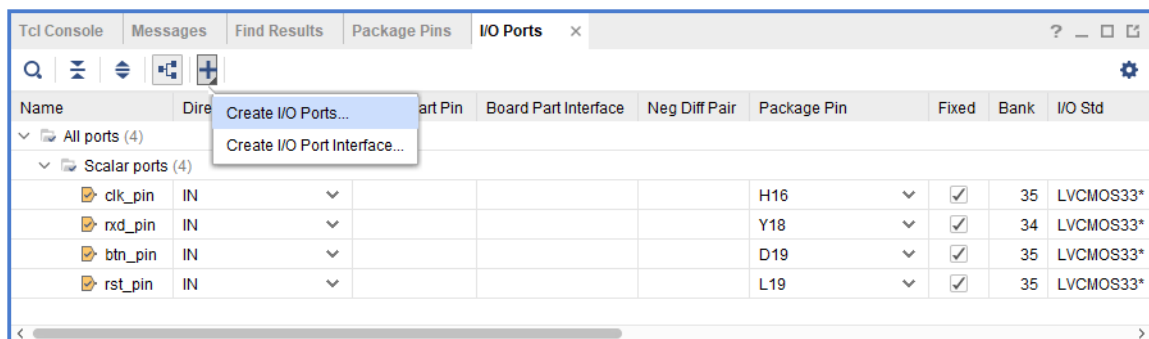 Tcl Console Messages Find Results Package Pins I/O Ports × ?
Name Dire art Pin Board Part Interface Neg Diff Pair Package Pin Fixed Bank I/O Std
Create I/O Ports...
All ports (4)
Create I/O Port Interface...
Scalar ports (4)
clk_pin IN H16 35 LVCMOS33*
rxd_pin IN Y18 34 LVCMOS33*
btn_pin IN D19 35 LVCMOS33*
rst_pin IN L19 35 LVCMOS33*